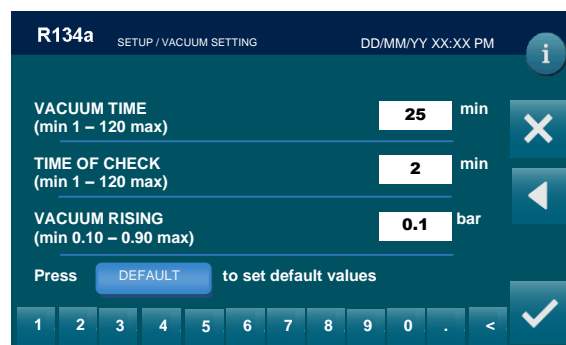 R134a SETUP / VACUUM SETTING DD/MM/YY XX:XX PM
i
VACUUM TIME 25 min
(min 1 – 120 max)
TIME OF CHECK 2 min
(min 1 – 120 max)
VACUUM RISING 0.1 bar
(min 0.10 – 0.90 max)
Press DEFAULT to set default values
1 2 3 4 5 6 7 8 9 0 . <